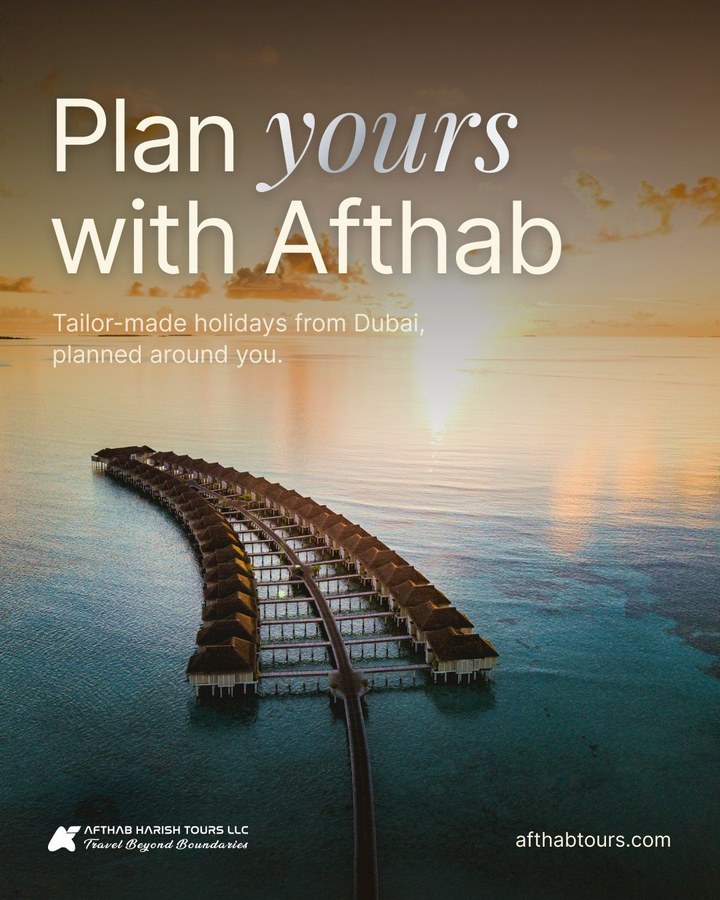 Plan yours
with Afthab
Tailor-made holidays from Dubai,
planned around you.
AFTHAB HARISH TOURS LLC
Travel Beyond Boundaries
afthabtours.com